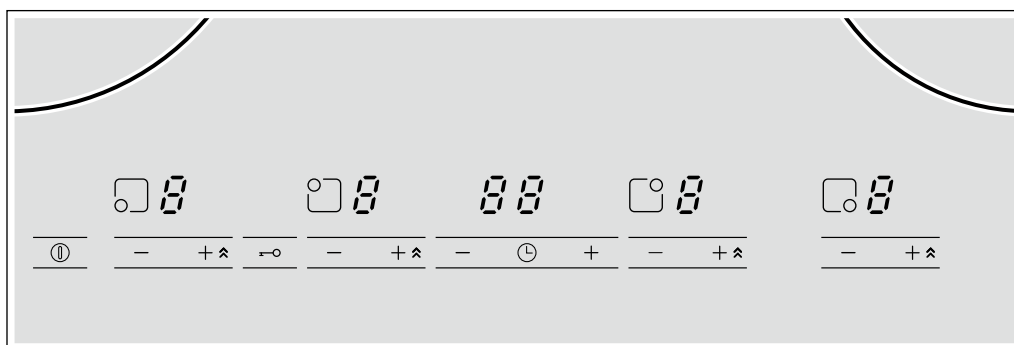 8 8 88 8 8
− + − + − + − + − +